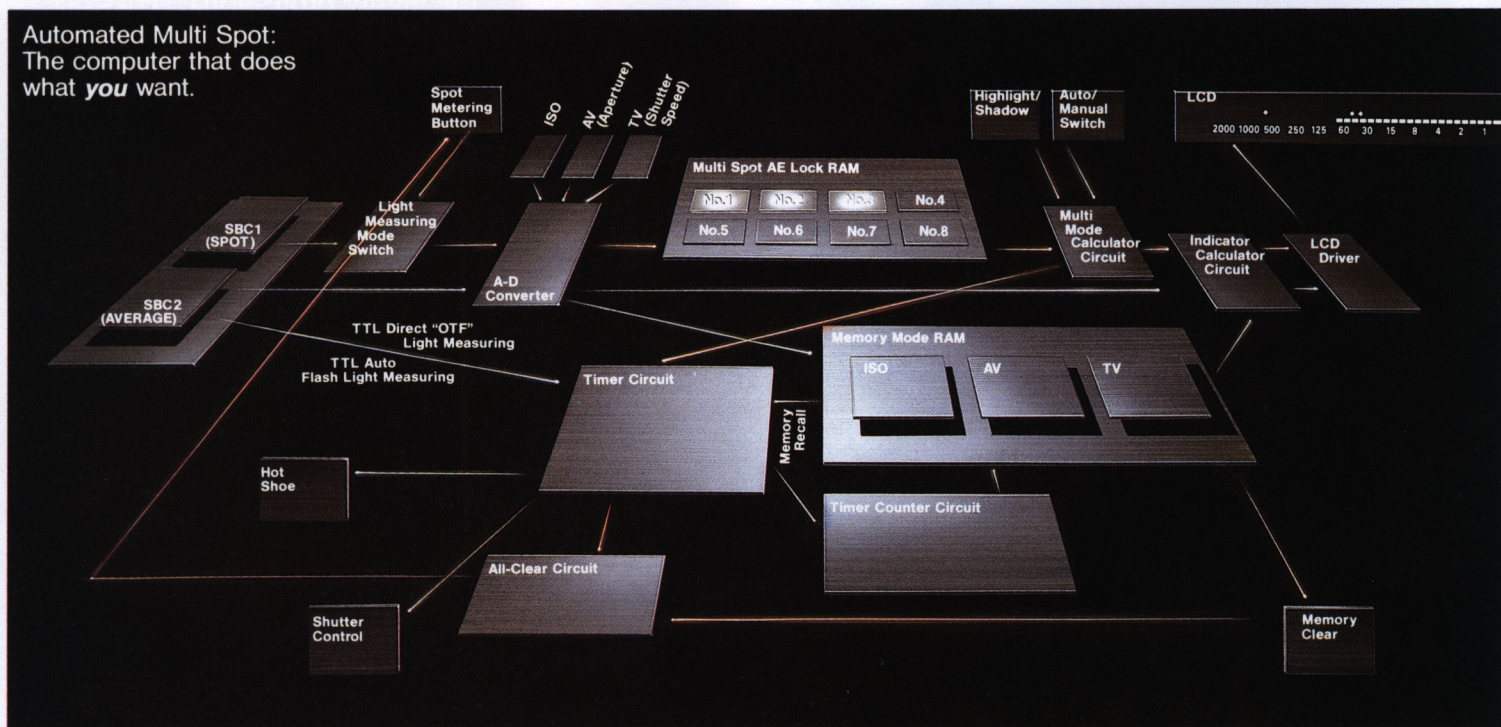 Automated Multi Spot:
The computer that does
what you want.
Spot
Metering
Button
ISO
AV
(Aperture)
TV
(Shutter
Speed)
Highlight/
Shadow
Auto/
Manual
Switch
LCD
2000 1000 500 250 125 60 30 15 8 4 2 1
Multi Spot AE Lock RAM
No.1 No.2 No.3 No.4
No.5 No.6 No.7 No.8
SBC1
(SPOT)
Light
Measuring
Mode
Switch
A-D
Converter
Multi
Mode
Calculator
Circuit
Indicator
Calculator
Circuit
LCD
Driver
SBC2
(AVERAGE)
TTL Direct “OTF”
Light Measuring
TTL Auto
Flash Light Measuring
Timer Circuit
Memory
Recall
Memory Mode RAM
ISO AV TV
Hot
Shoe
Timer Counter Circuit
All-Clear Circuit
Shutter
Control
Memory
Clear